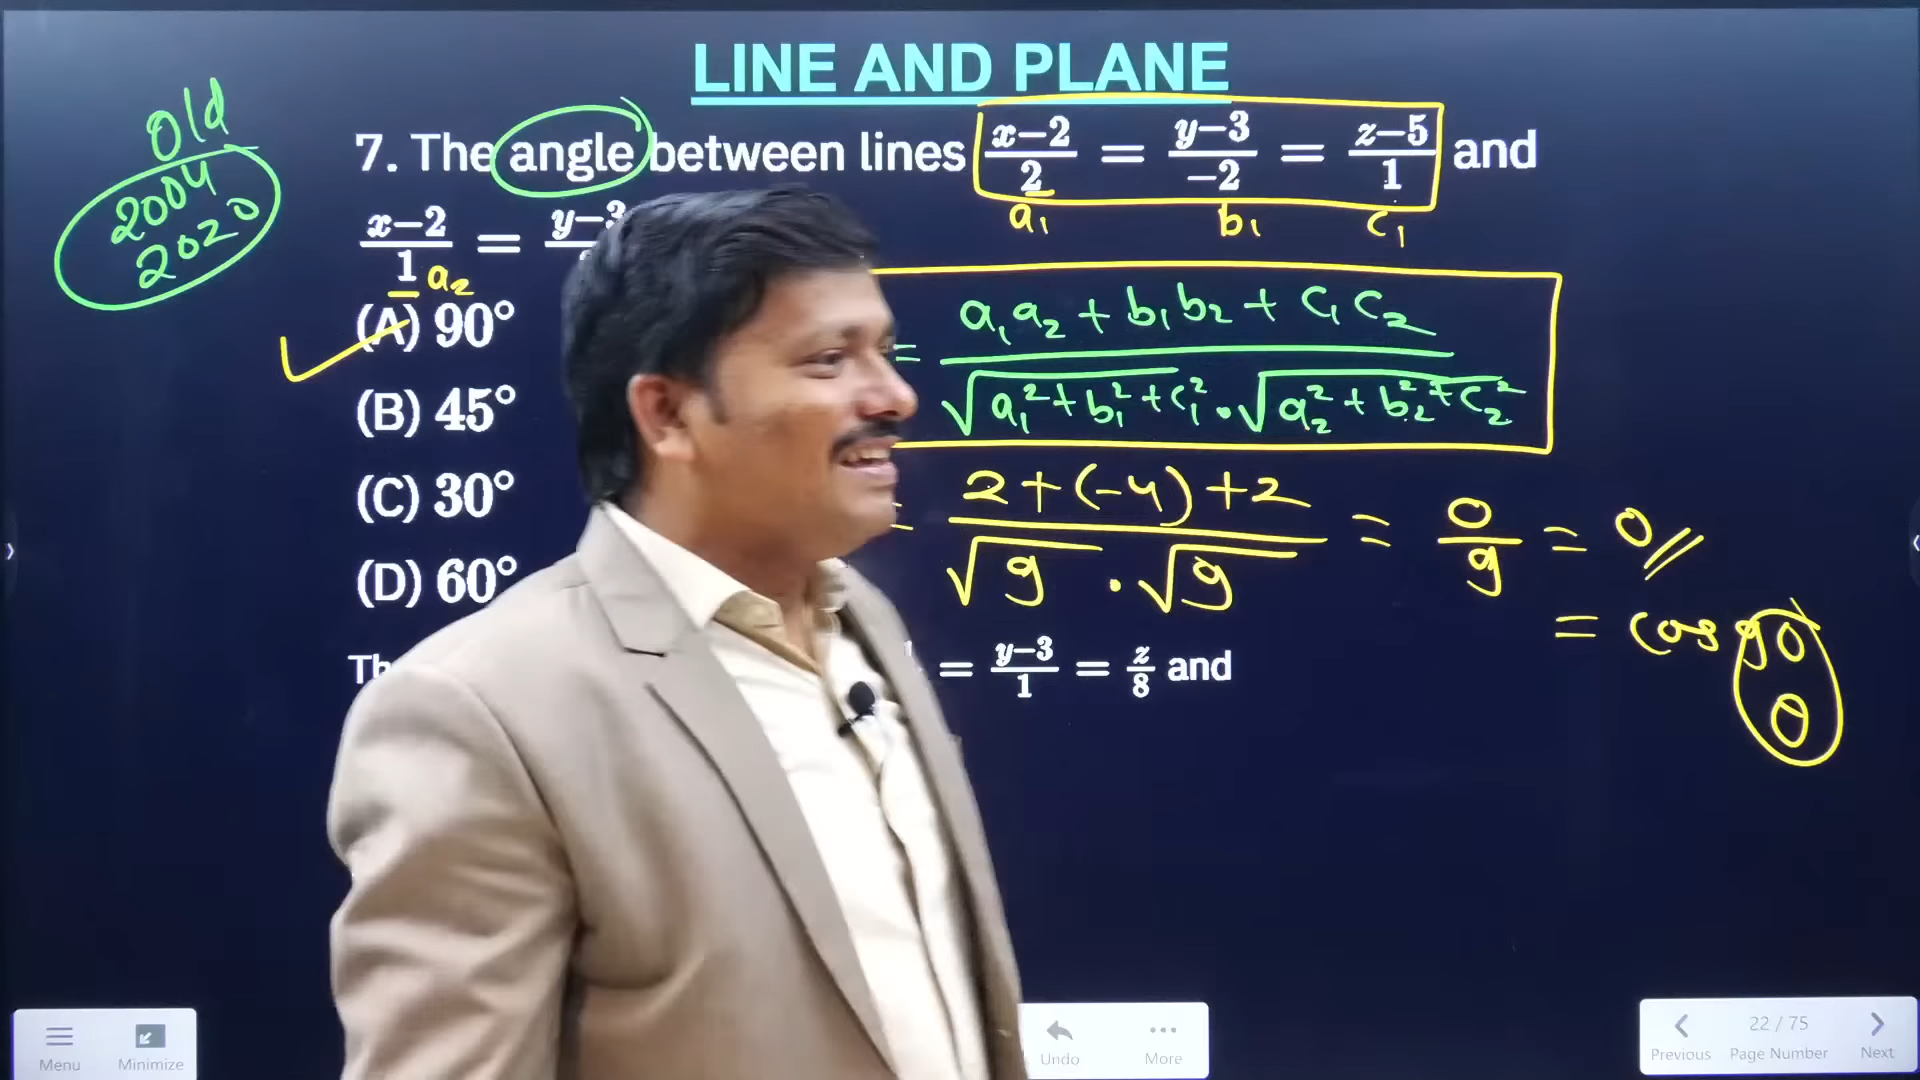 LINE AND PLANE
Old
2004
2020
7. The angle between lines x−2/2 = y−3/−2 = z−5/1 and
a₁ b₁ c₁
x−2/1 = y−3
a₂
(A) 90°
(B) 45°
(C) 30°
(D) 60°
= a₁a₂ + b₁b₂ + c₁c₂ / √a₁²+b₁²+c₁² · √a₂²+b₂²+c₂²
= 2+(−4)+2 / √9 · √9 = 0/9 = 0//
= cos 90
θ
Th = y−3/1 = z/8 and
Menu
Minimize
Undo
More
22 / 75
Previous Page Number Next